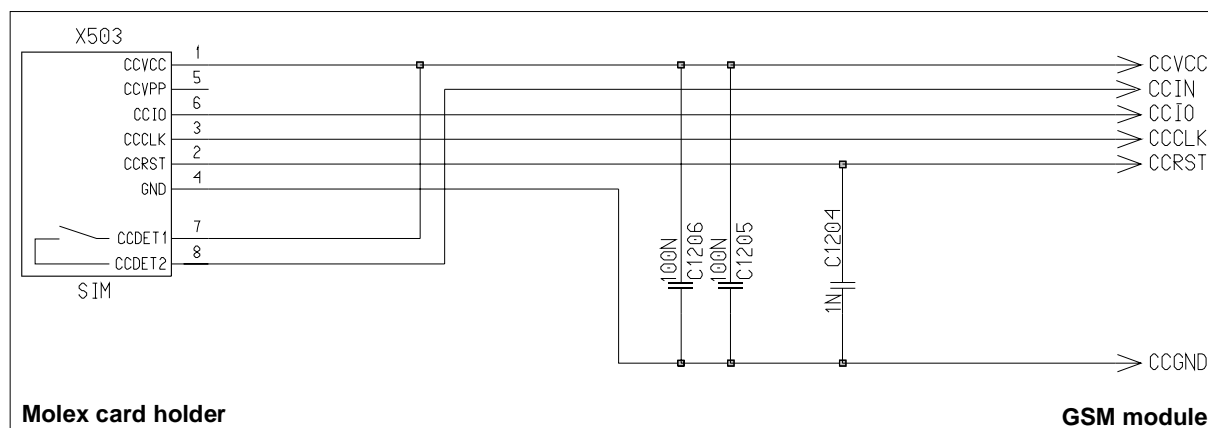 X503
CCVCC 1
CCVPP 5
CCIO 6
CCCLK 3
CCRST 2
GND 4
CCDET1 7
CCDET2 8
SIM
100N
C1206
100N
C1205
1N
C1204
CCVCC
CCIN
CCIO
CCCLK
CCRST
CCGND
Molex card holder
GSM module